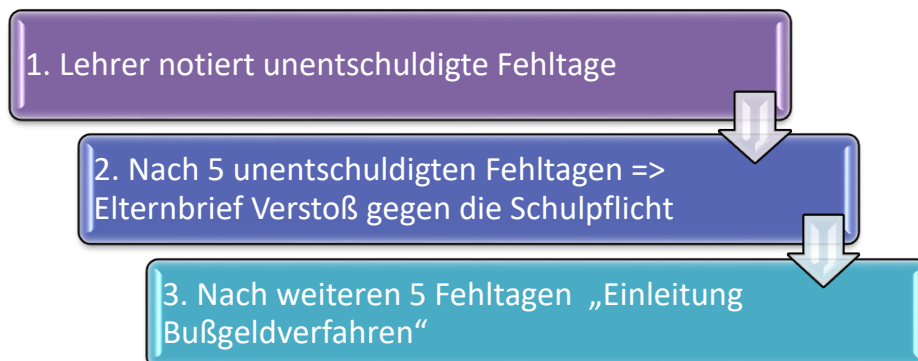 1. Lehrer notiert unentschuldigte Fehltage
2. Nach 5 unentschuldigten Fehltagen =>
Elternbrief Verstoß gegen die Schulpflicht
3. Nach weiteren 5 Fehltagen „Einleitung
Bußgeldverfahren“